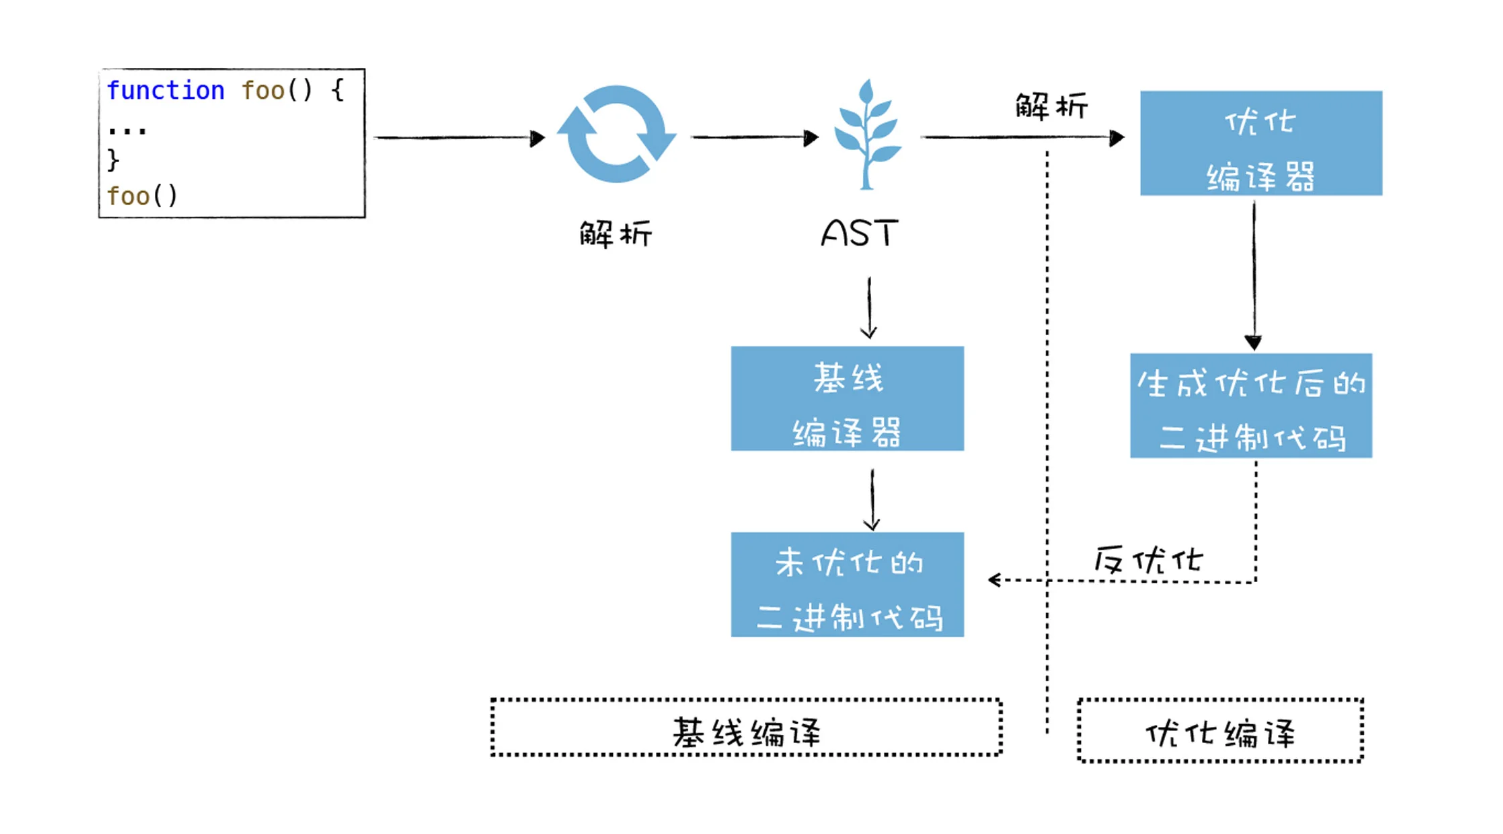 function foo() {
...
}
foo()
解析
AST
解析
优化
编译器
基线
编译器
生成优化后的
二进制代码
未优化的
二进制代码
反优化
基线编译
优化编译